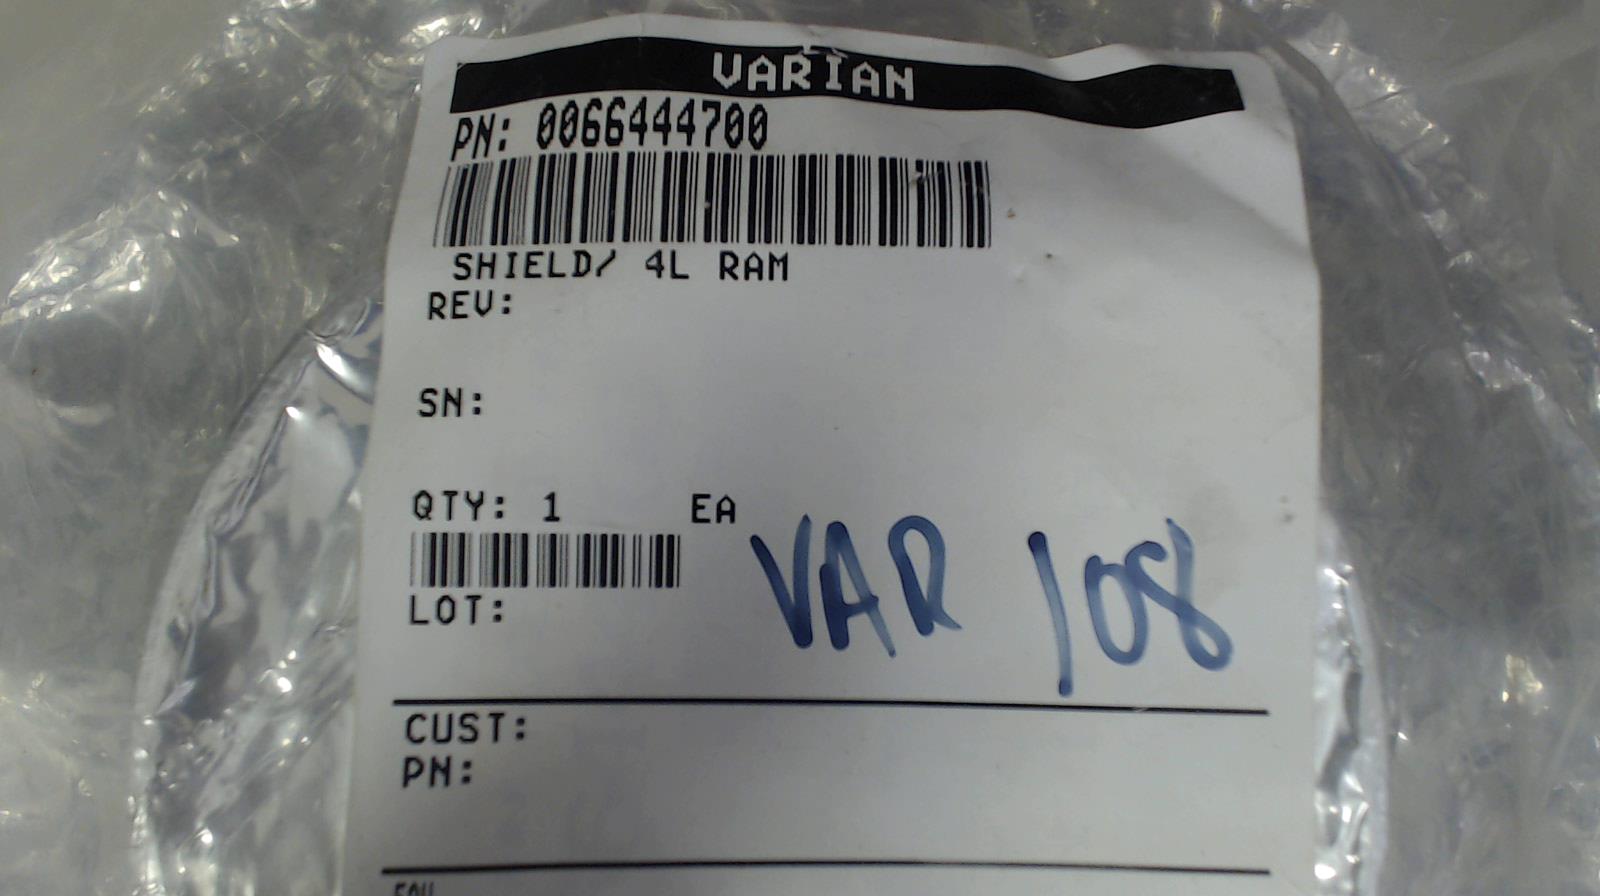 VARIAN
PN: 0066444700
SHIELD/ 4L RAM
REV:
SN:
QTY: 1 EA
LOT:
VAR 108
CUST:
PN: